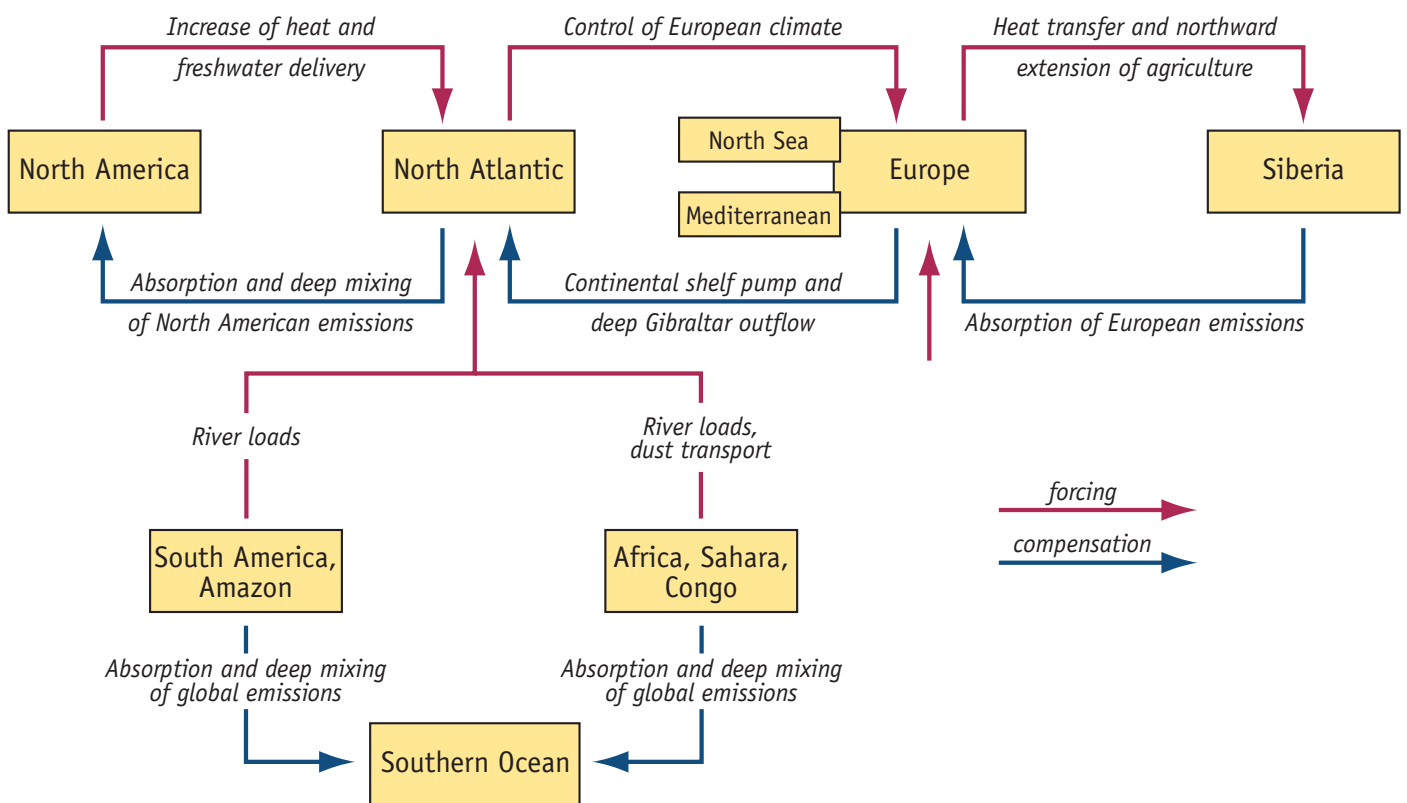 Increase of heat and
freshwater delivery
Control of European climate
Heat transfer and northward
extension of agriculture
North America
North Atlantic
North Sea
Mediterranean
Europe
Siberia
Absorption and deep mixing
of North American emissions
Continental shelf pump and
deep Gibraltar outflow
Absorption of European emissions
River loads
River loads,
dust transport
forcing
compensation
South America,
Amazon
Africa, Sahara,
Congo
Absorption and deep mixing
of global emissions
Absorption and deep mixing
of global emissions
Southern Ocean